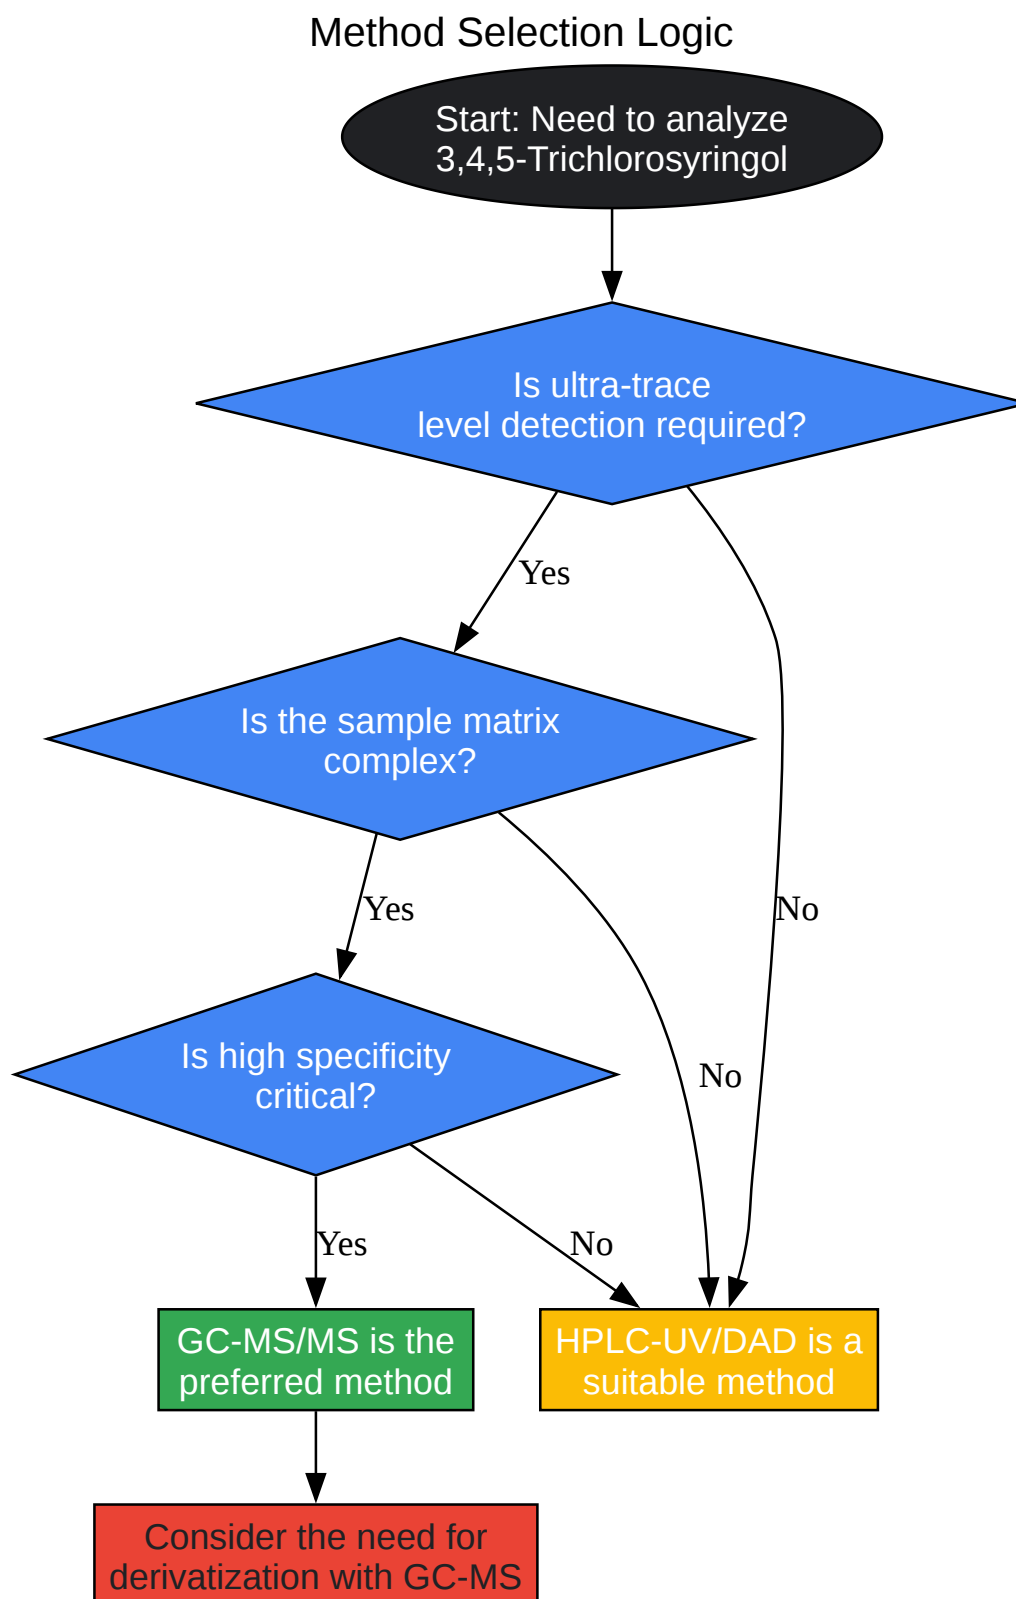 Method Selection Logic
Start: Need to analyze
3,4,5-Trichlorosyringol
Is ultra-trace
level detection required?
Yes
Is the sample matrix
complex?
Yes
No
Is high specificity
critical?
No
Yes
No
GC-MS/MS is the
preferred method
HPLC-UV/DAD is a
suitable method
Consider the need for
derivatization with GC-MS